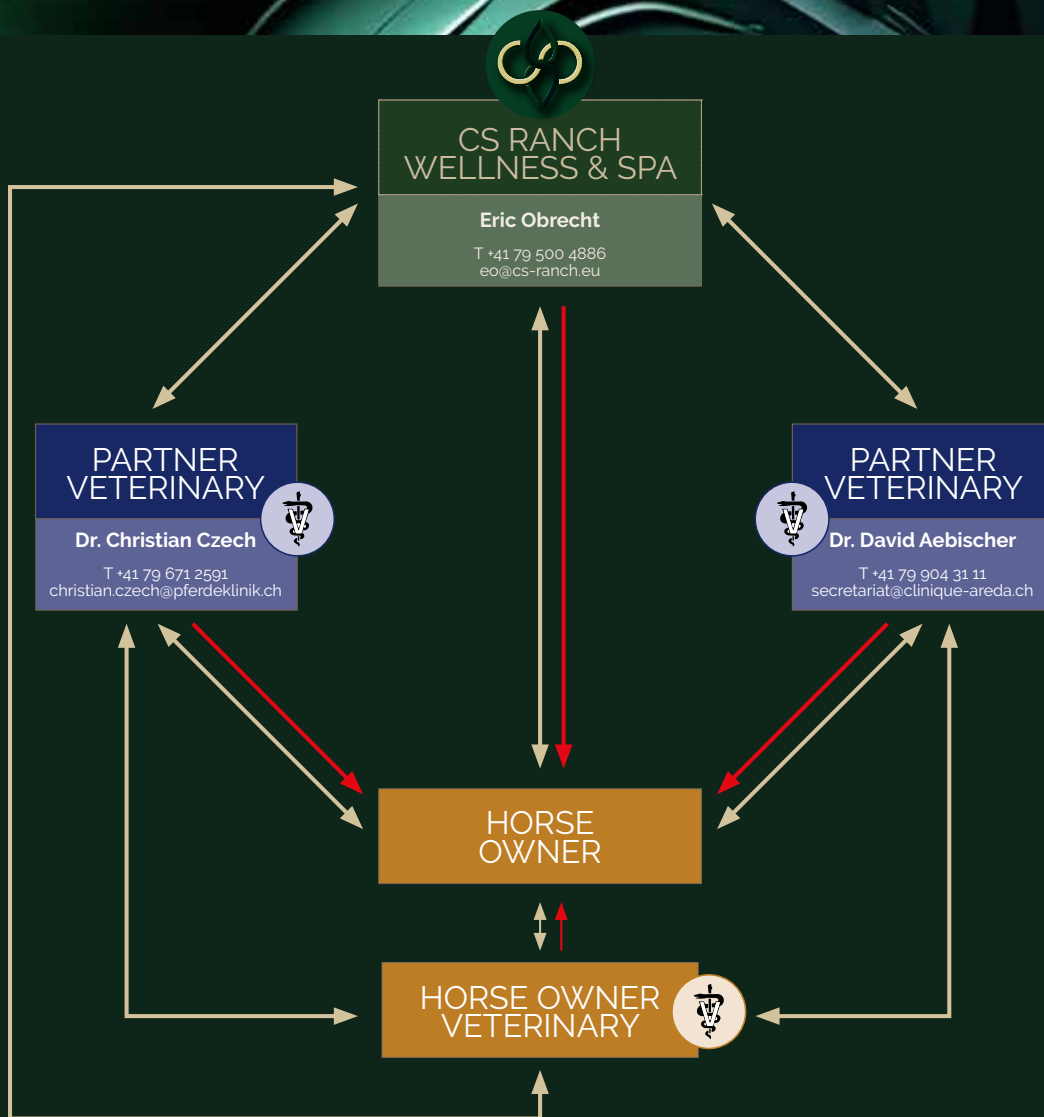 CS RANCH
WELLNESS & SPA
Eric Obrecht
T +41 79 500 4886
eo@cs-ranch.eu
PARTNER
VETERINARY
Dr. Christian Czech
T +41 79 671 2591
christian.czech@pferdeklinik.ch
PARTNER
VETERINARY
Dr. David Aebischer
T +41 79 904 31 11
secretariat@clinique-areda.ch
HORSE
OWNER
HORSE OWNER
VETERINARY